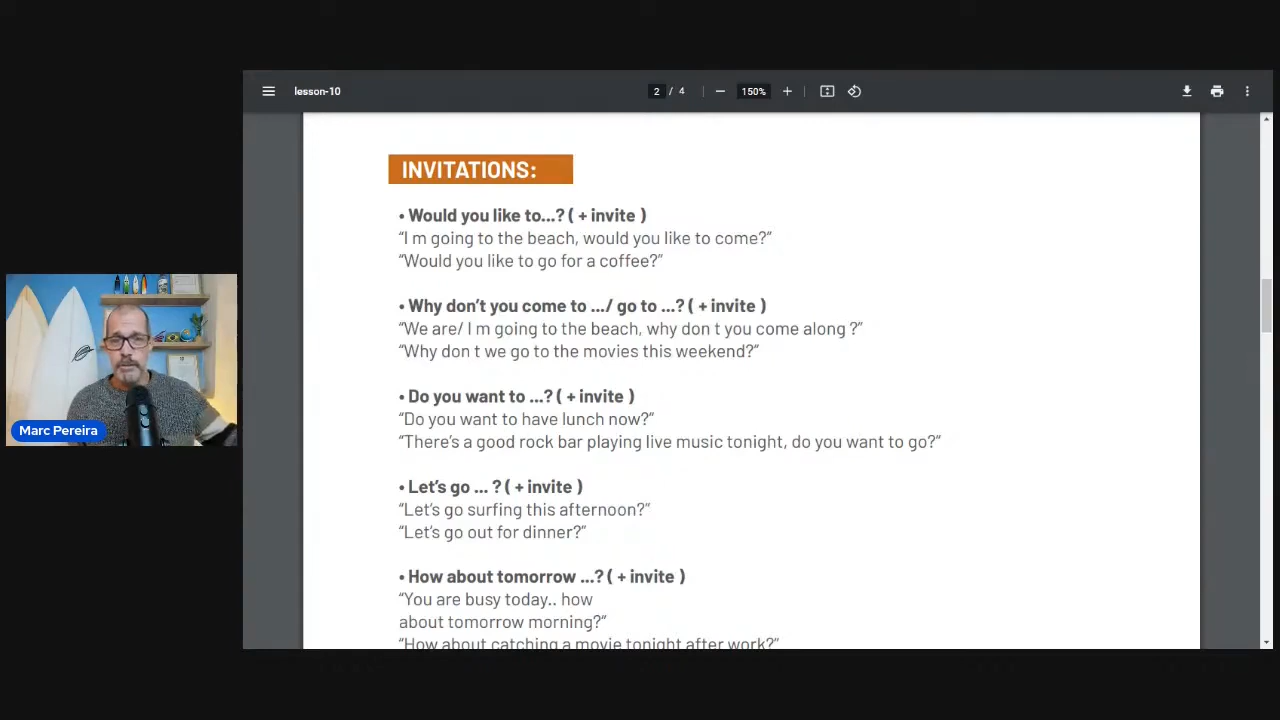 lesson-10
2 / 4
150%
INVITATIONS:
• Would you like to...? ( + invite )
“I m going to the beach, would you like to come?”
“Would you like to go for a coffee?”
• Why don’t you come to .../ go to ...? ( + invite )
“We are/ I m going to the beach, why don t you come along ?”
“Why don t we go to the movies this weekend?”
• Do you want to ...? ( + invite )
“Do you want to have lunch now?”
“There’s a good rock bar playing live music tonight, do you want to go?”
• Let’s go ... ? ( + invite )
“Let’s go surfing this afternoon?”
“Let’s go out for dinner?”
• How about tomorrow ...? ( + invite )
“You are busy today.. how
about tomorrow morning?”
“How about catching a movie tonight after work?”
Marc Pereira